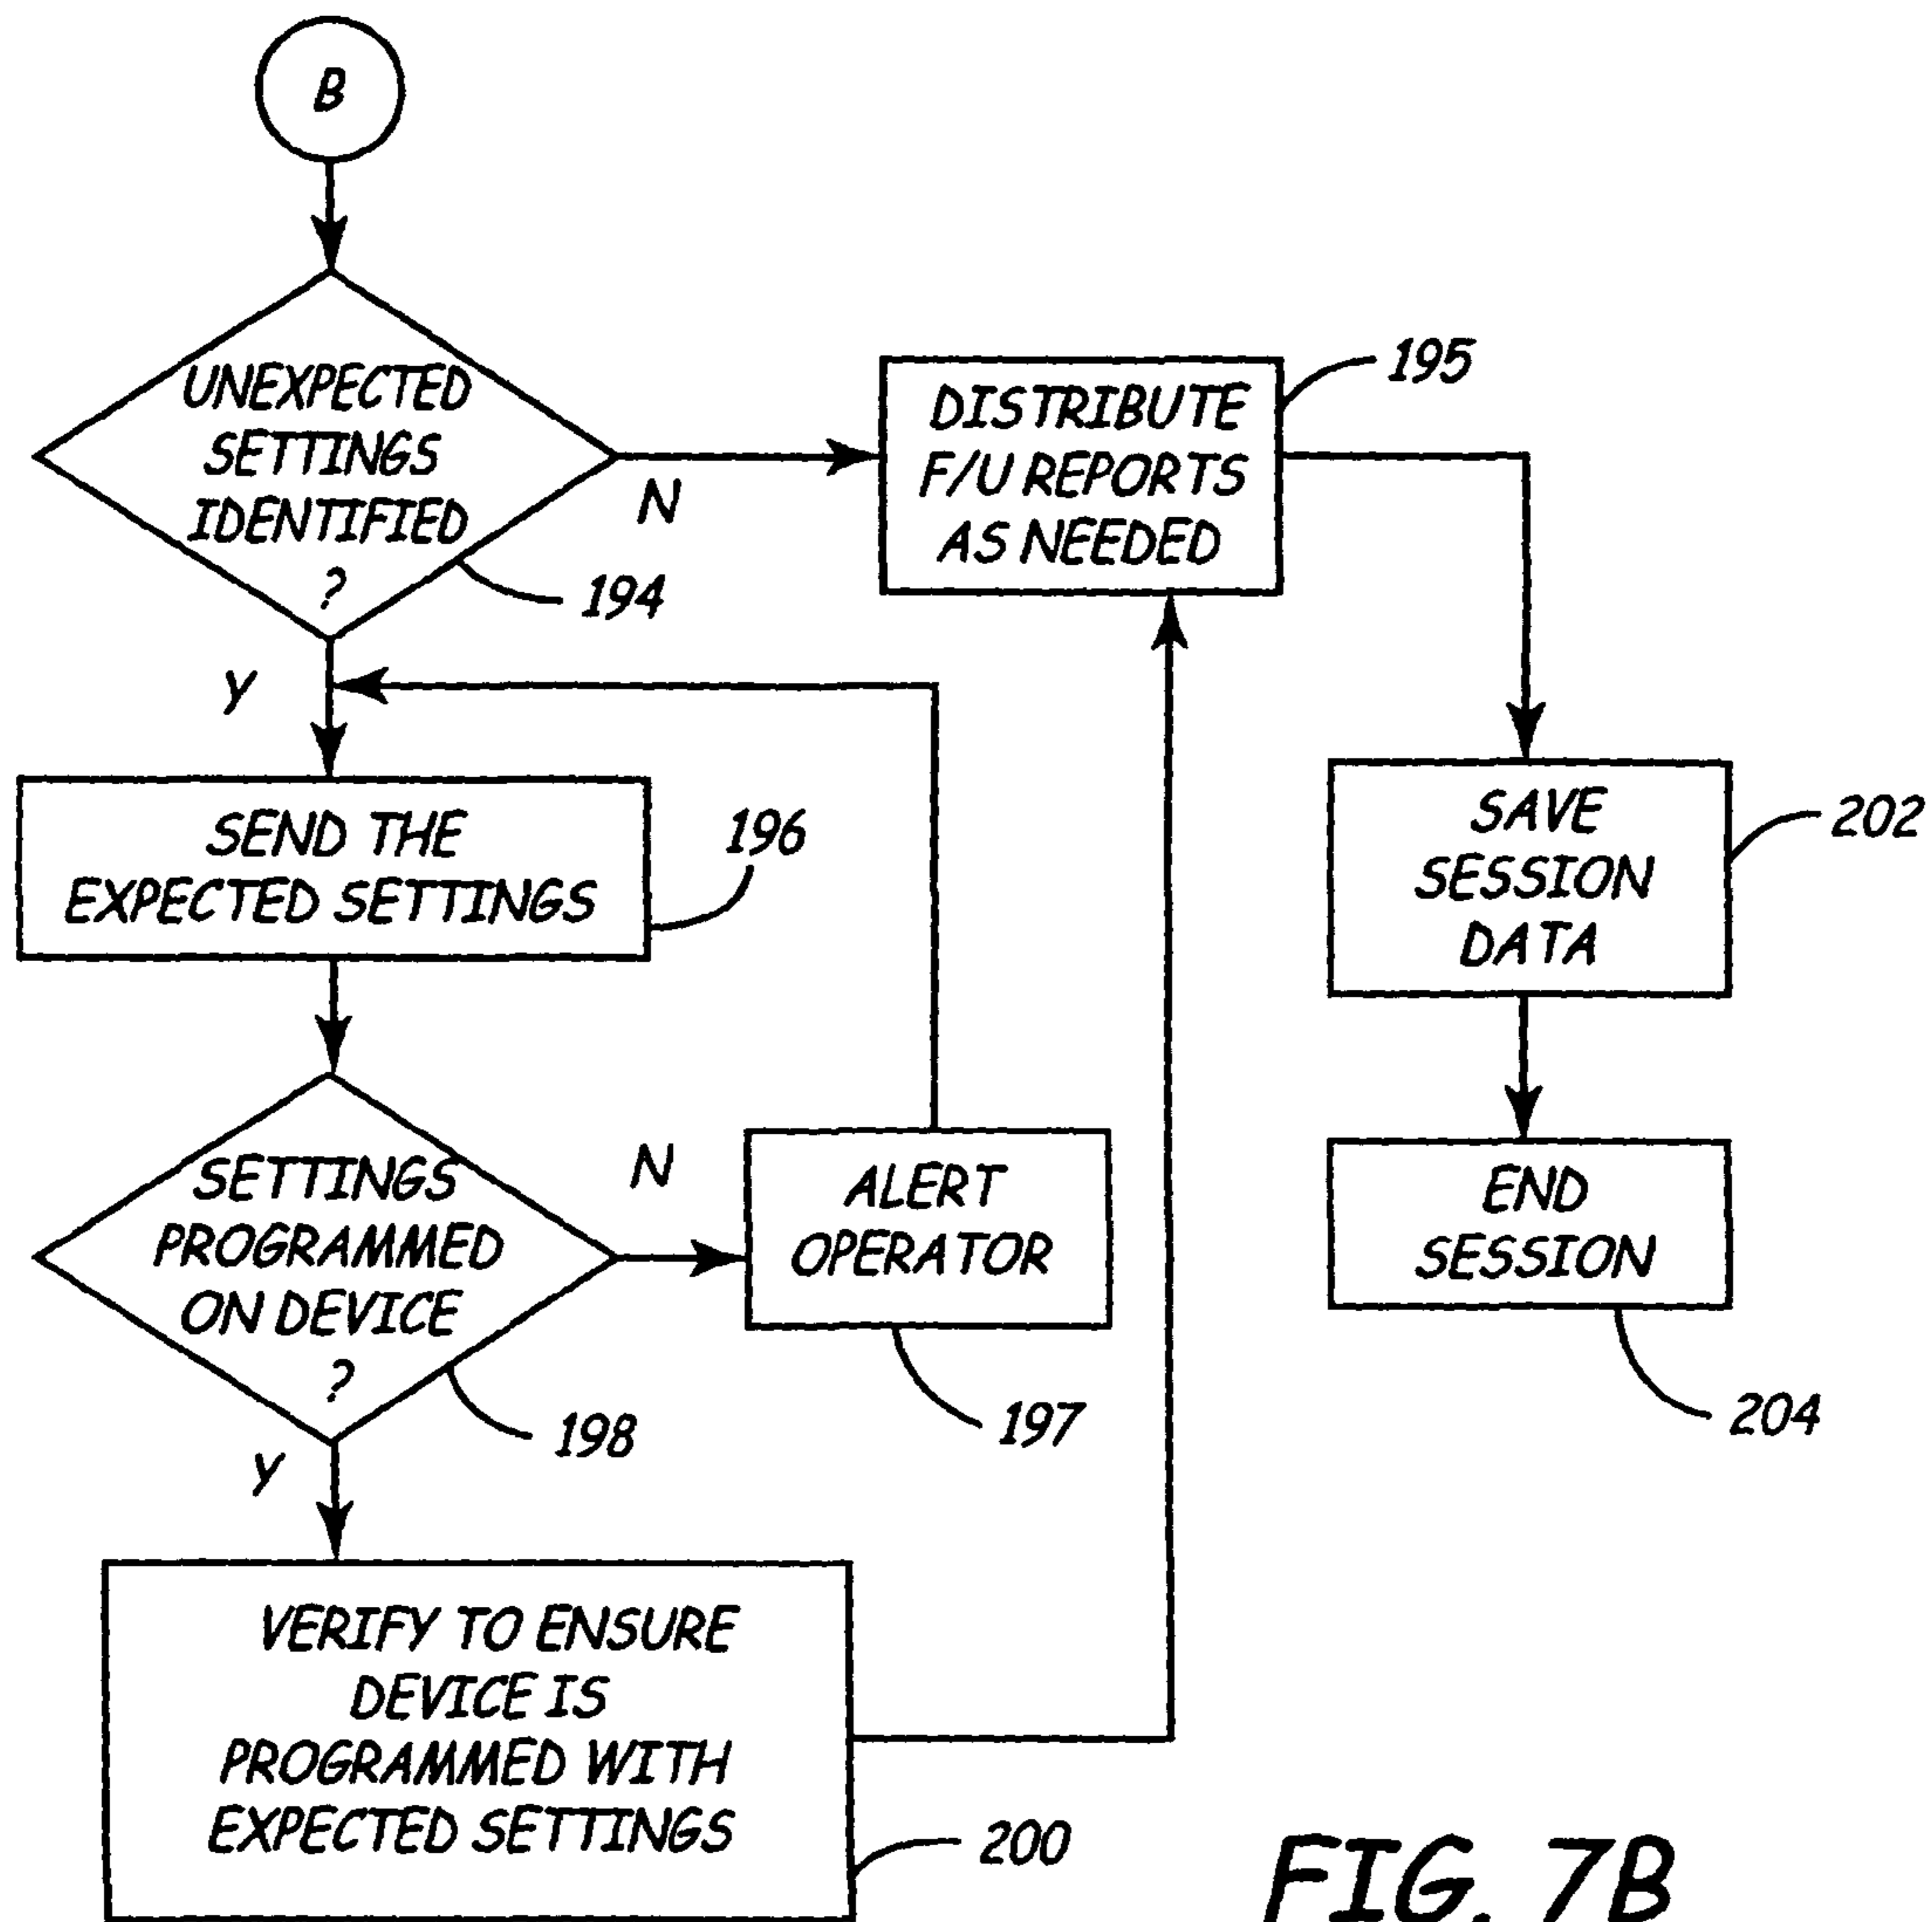 B
UNEXPECTED
SETTINGS
IDENTIFIED
?
194
N
Y
DISTRIBUTE
F/U REPORTS
AS NEEDED
195
SEND THE
EXPECTED SETTINGS
196
SAVE
SESSION
DATA
202
SETTINGS
PROGRAMMED
ON DEVICE
?
198
N
Y
ALERT
OPERATOR
197
END
SESSION
204
VERIFY TO ENSURE
DEVICE IS
PROGRAMMED WITH
EXPECTED SETTINGS
200
FIG. 7B